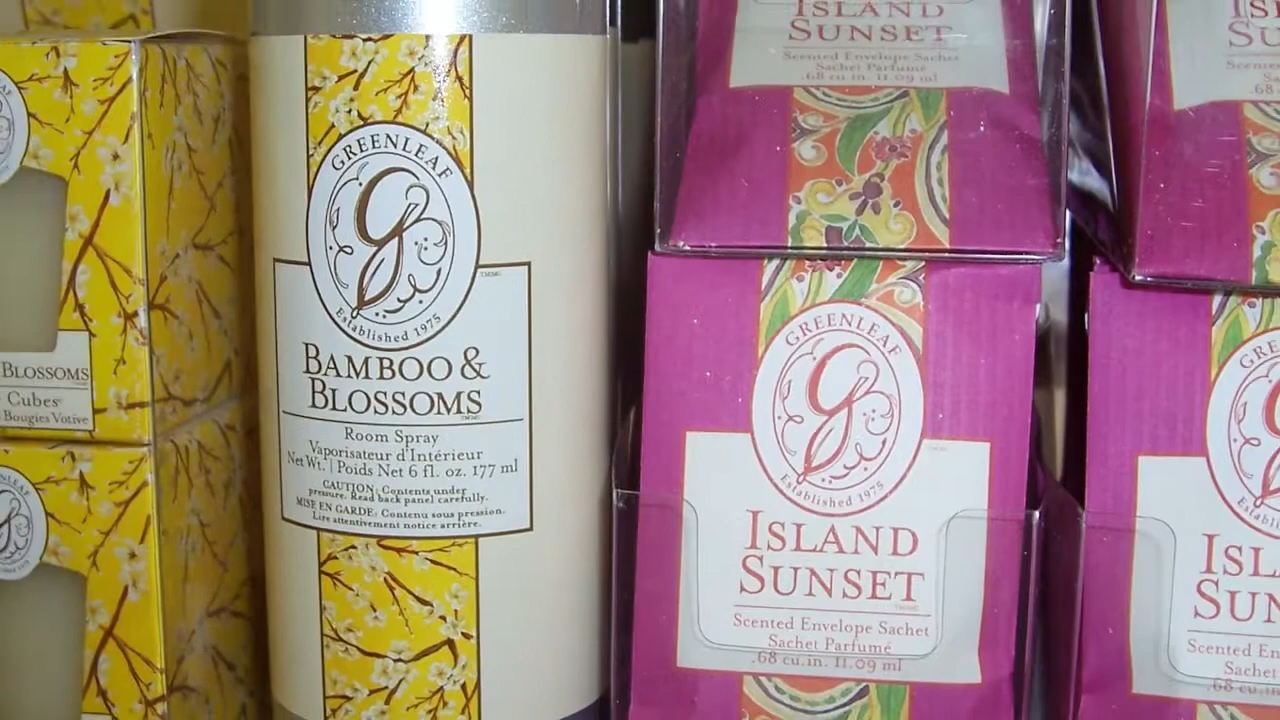 BLOSSOMS
Cubes
Bougies Votive
GREENLEAF
Established 1975
BAMBOO &
BLOSSOMS
Room Spray
Vaporisateur d'Intérieur
Net Wt. | Poids Net 6 fl. oz. 177 ml
CAUTION: Contents under
pressure. Read back panel carefully.
MISE EN GARDE: Contenu sous pression.
Lire attentivement notice arrière.
ISLAND
SUNSET
Scented Envelope Sachet
Sachet Parfumé
.68 cu in. 11.09 ml
GREENLEAF
Established 1975
ISLAND
SUNSET
Scented Envelope Sachet
Sachet Parfumé
.68 cu.in. 11.09 ml